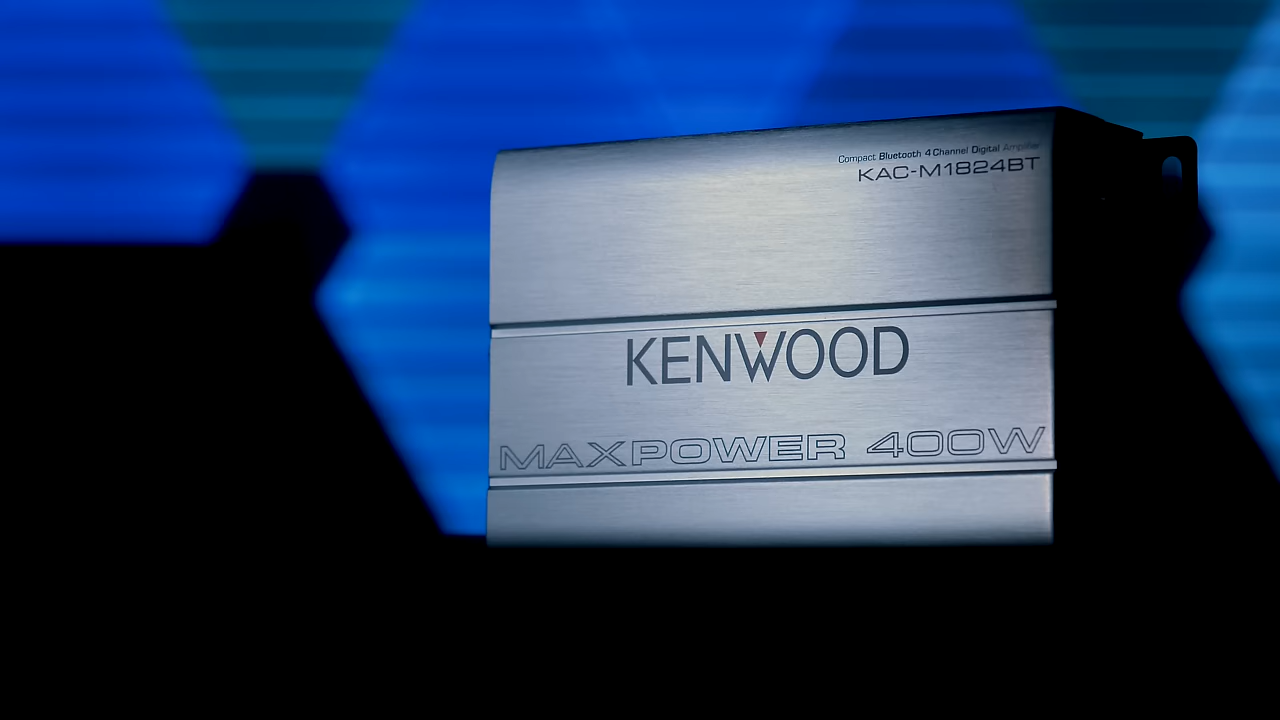 Compact Bluetooth 4 Channel Digital Amplifier
KAC-M1824BT
KENWOOD
MAXPOWER 400W